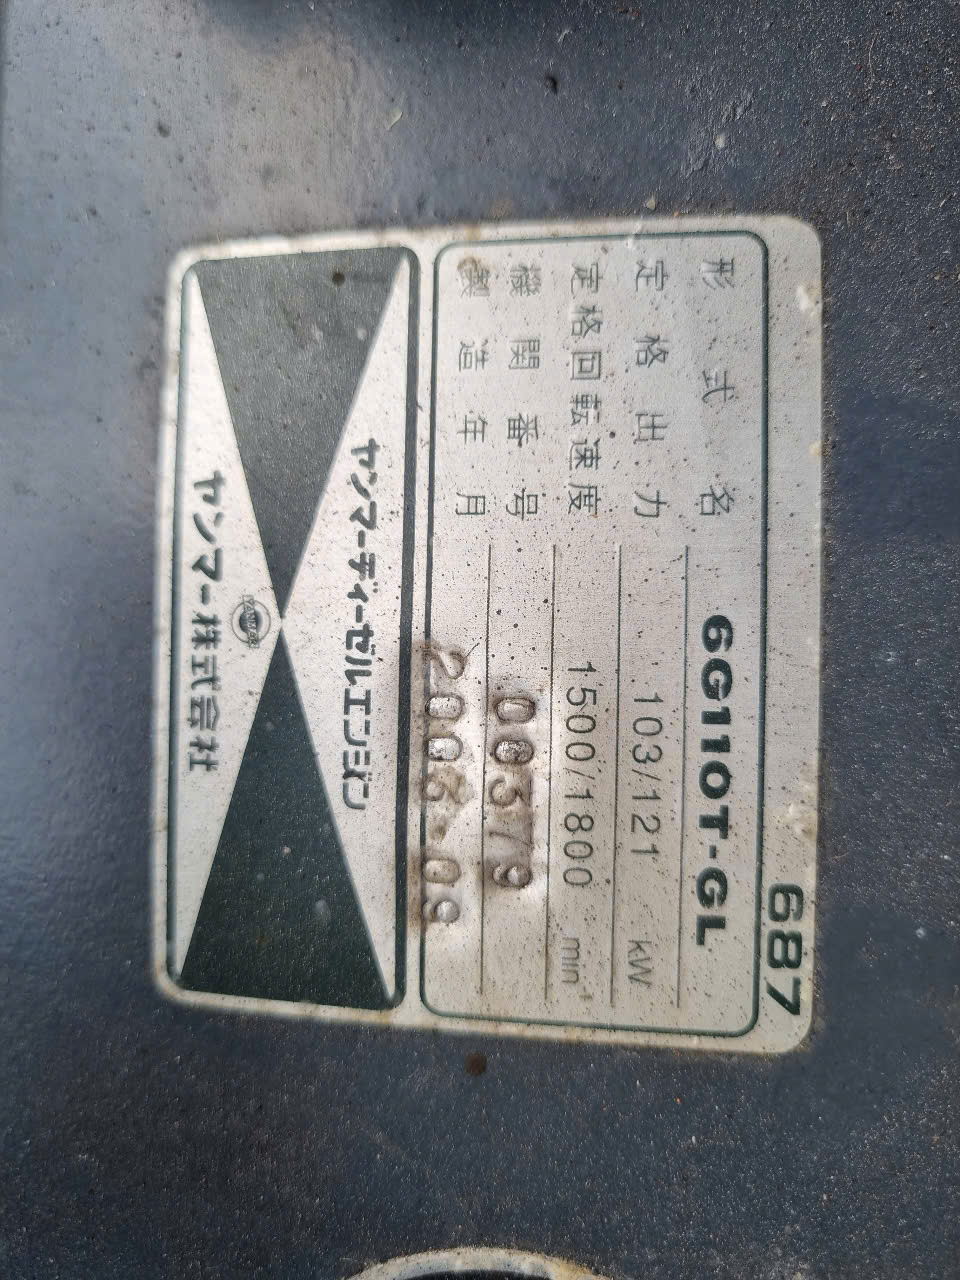 687
形式名 6G110T-GL
定格出力 103/121 kW
定格回転速度 1500/1800 min⁻¹
機関番号 00379
製造年月 2006-09
ヤンマーディーゼルエンジン
YANMAR
ヤンマー株式会社